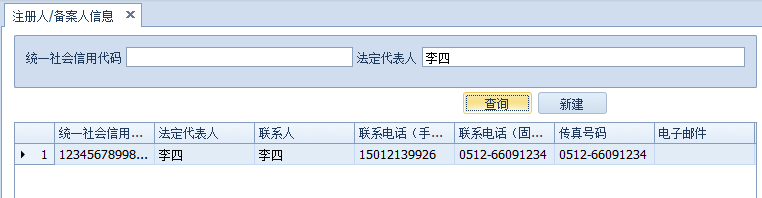 注册人/备案人信息
统一社会信用代码 法定代表人 李四
查询 新建
统一社会信用... 法定代表人 联系人 联系电话（手... 联系电话（固... 传真号码 电子邮件
1 12345678998... 李四 李四 15012139926 0512-66091234 0512-66091234